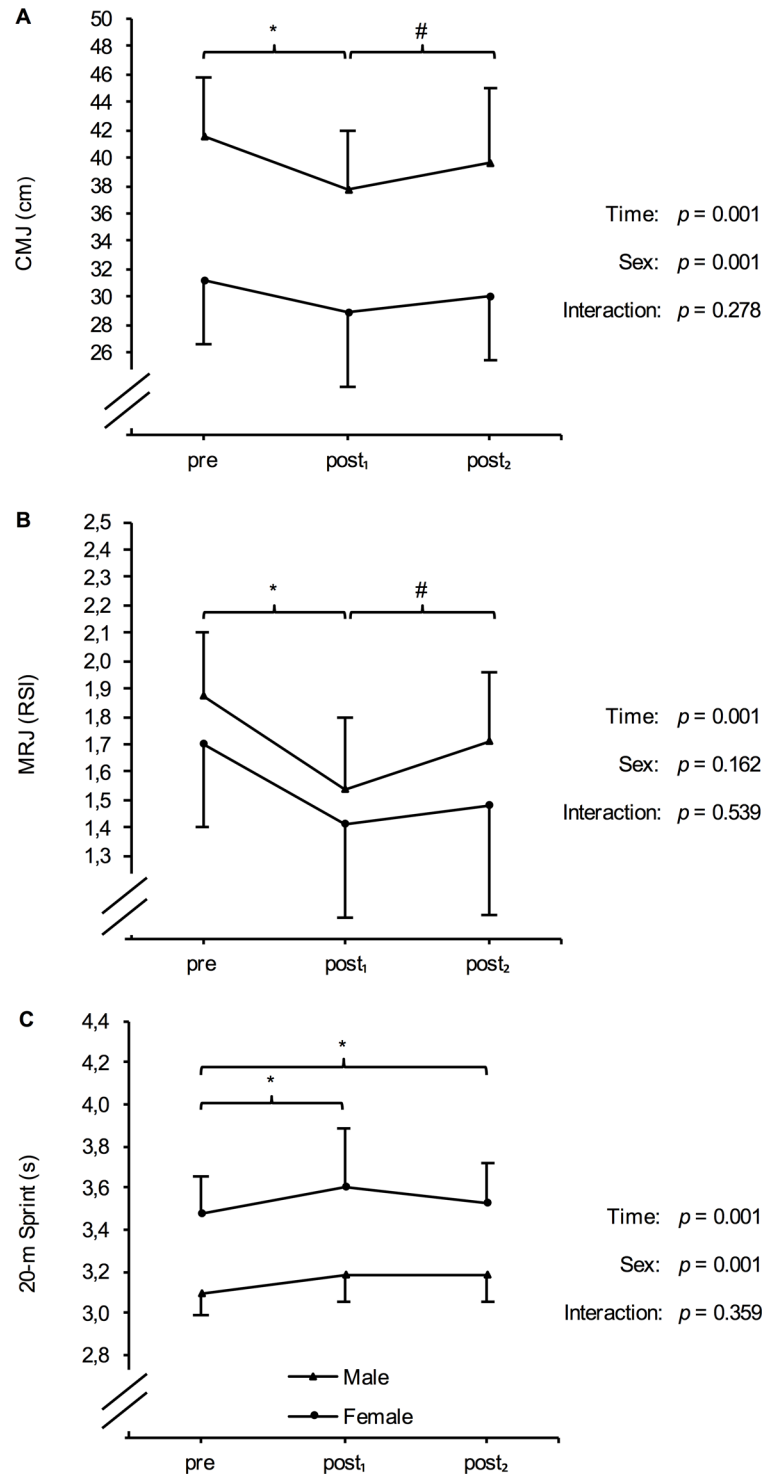 A
50
48
46
44
42
40
38
36
34
32
30
28
26
CMJ (cm)
* #
Time: p = 0.001
Sex: p = 0.001
Interaction: p = 0.278
pre post₁ post₂
B
2,5
2,4
2,3
2,2
2,1
2,0
1,9
1,8
1,7
1,6
1,5
1,4
1,3
MRJ (RSI)
* #
Time: p = 0.001
Sex: p = 0.162
Interaction: p = 0.539
pre post₁ post₂
C
4,4
4,2
4,0
3,8
3,6
3,4
3,2
3,0
2,8
20-m Sprint (s)
*
*
Time: p = 0.001
Sex: p = 0.001
Interaction: p = 0.359
Male
Female
pre post₁ post₂